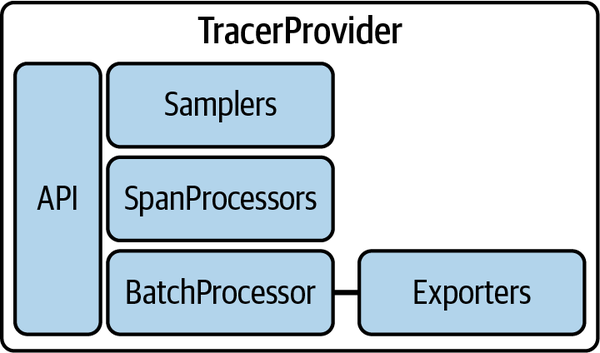 TracerProvider
API
Samplers
SpanProcessors
BatchProcessor
Exporters